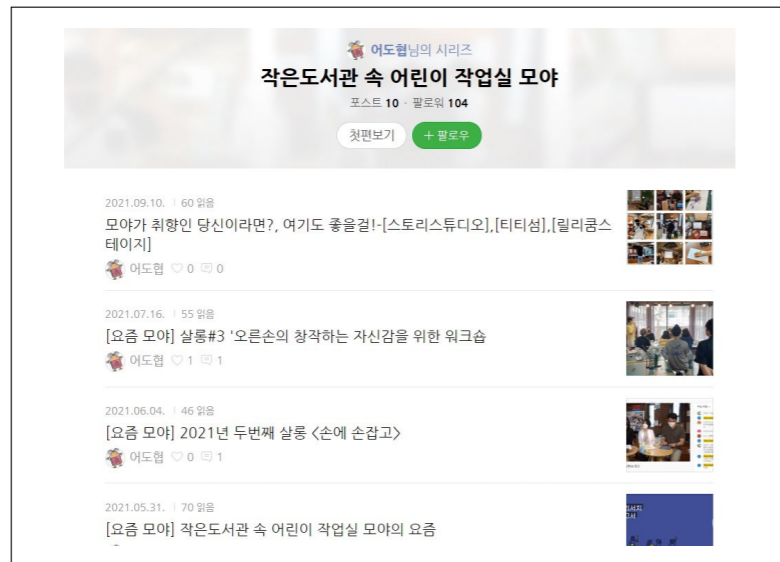 어도협님의 시리즈
작은도서관 속 어린이 작업실 모야
포스트 10 · 팔로워 104
첫편보기 + 팔로우
2021.09.10. 60 읽음
모야가 취향인 당신이라면?, 여기도 좋을걸!-[스토리스튜디오],[티티섬],[릴리쿰스
테이지]
어도협 0 0
2021.07.16. 55 읽음
[요즘 모야] 살롱#3 '오른손의 창작하는 자신감을 위한 워크숍
어도협 1 1
2021.06.04. 46 읽음
[요즘 모야] 2021년 두번째 살롱 <손에 손잡고>
어도협 0 1
2021.05.31. 70 읽음
[요즘 모야] 작은도서관 속 어린이 작업실 모야의 요즘